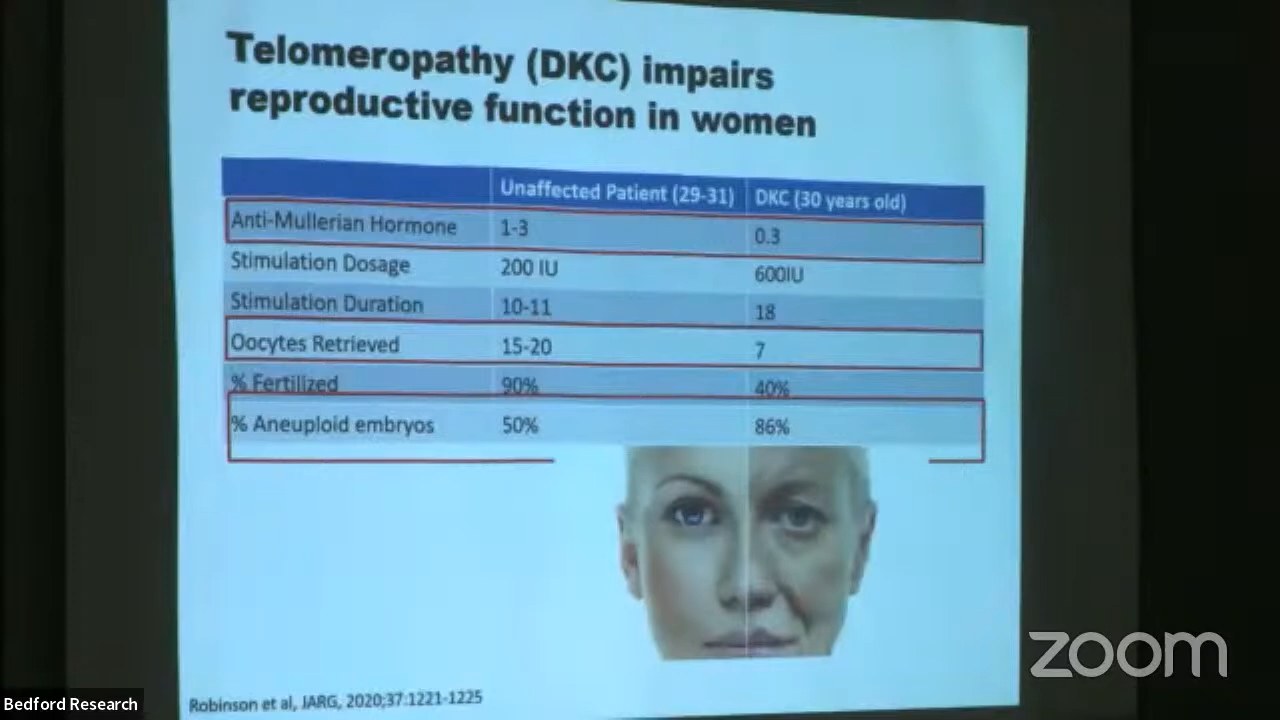 Telomeropathy (DKC) impairs
reproductive function in women
Unaffected Patient (29-31) DKC (30 years old)
Anti-Mullerian Hormone 1-3 0.3
Stimulation Dosage 200 IU 600IU
Stimulation Duration 10-11 18
Oocytes Retrieved 15-20 7
% Fertilized 90% 40%
% Aneuploid embryos 50% 86%
Robinson et al, JARG, 2020;37:1221-1225
Bedford Research
zoom